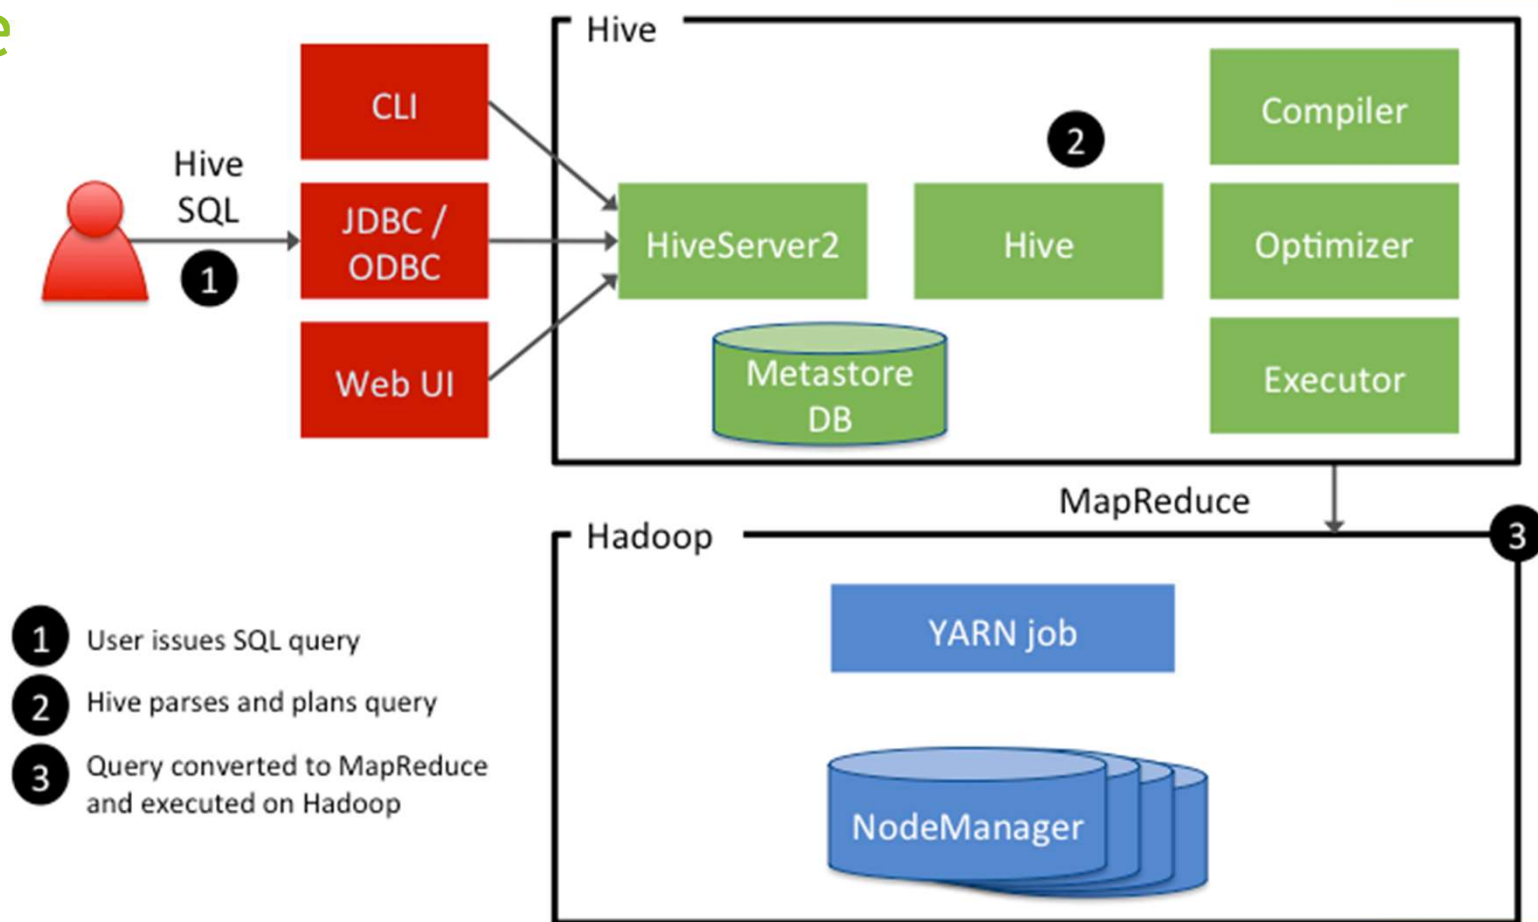 e
Hive
SQL
1
CLI
JDBC /
ODBC
Web UI
Hive
HiveServer2
2
Hive
Compiler
Optimizer
Executor
Metastore
DB
MapReduce
3
Hadoop
YARN job
NodeManager
1 User issues SQL query
2 Hive parses and plans query
3 Query converted to MapReduce
and executed on Hadoop